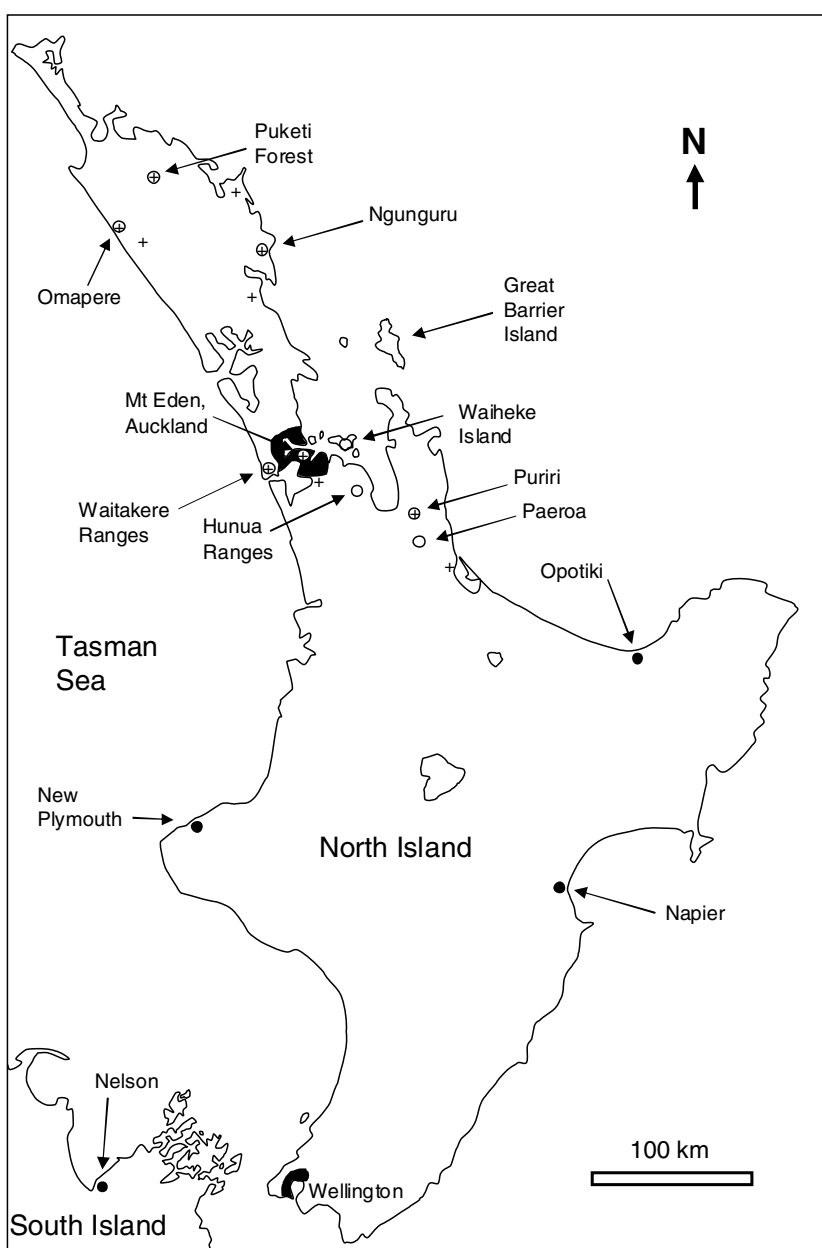 Puketi
Forest
N
Ngunguru
Omapere
Great
Barrier
Island
Mt Eden,
Auckland
Waiheke
Island
Waitakere
Ranges
Hunua
Ranges
Puriri
Paeroa
Opotiki
Tasman
Sea
New
Plymouth
North Island
Napier
Nelson
100 km
Wellington
South Island